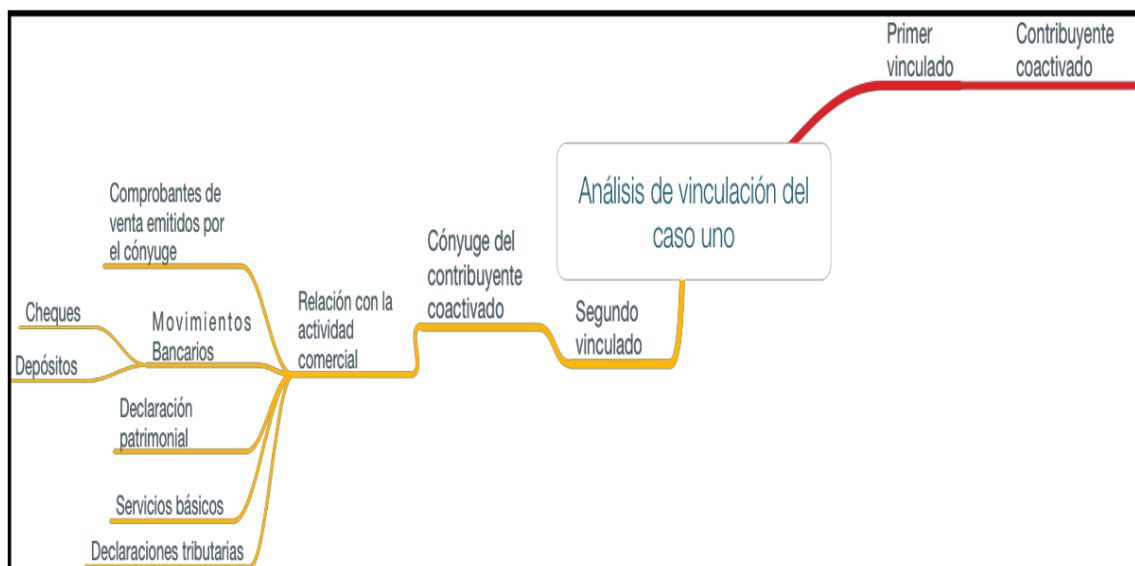 Primer
vinculado
Contribuyente
coactivado
Análisis de vinculación del
caso uno
Segundo
vinculado
Cónyuge del
contribuyente
coactivado
Relación con la
actividad
comercial
Comprobantes de
venta emitidos por
el cónyuge
Movimientos
Bancarios
Cheques
Depósitos
Declaración
patrimonial
Servicios básicos
Declaraciones tributarias